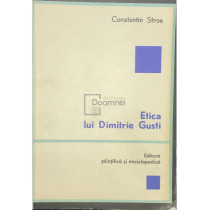 Constantin Stroe
Doamnei
Etica
lui Dimitrie Gusti
Editura
științifică și enciclopedică